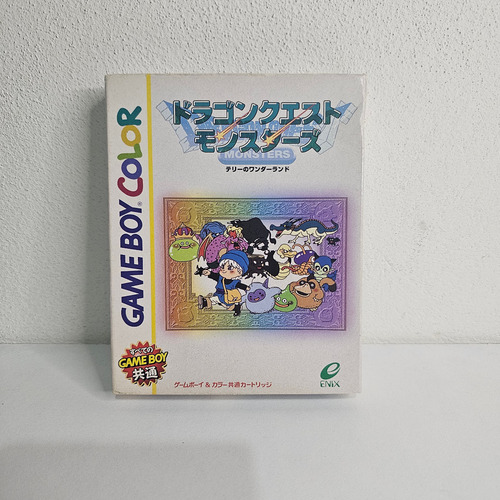 GAME BOY COLOR
ドラゴンクエスト
モンスターズ
MONSTERS
テリーのワンダーランド
すべての
GAME BOY
共通
ゲームボーイ&カラー共通カートリッジ
ENIX